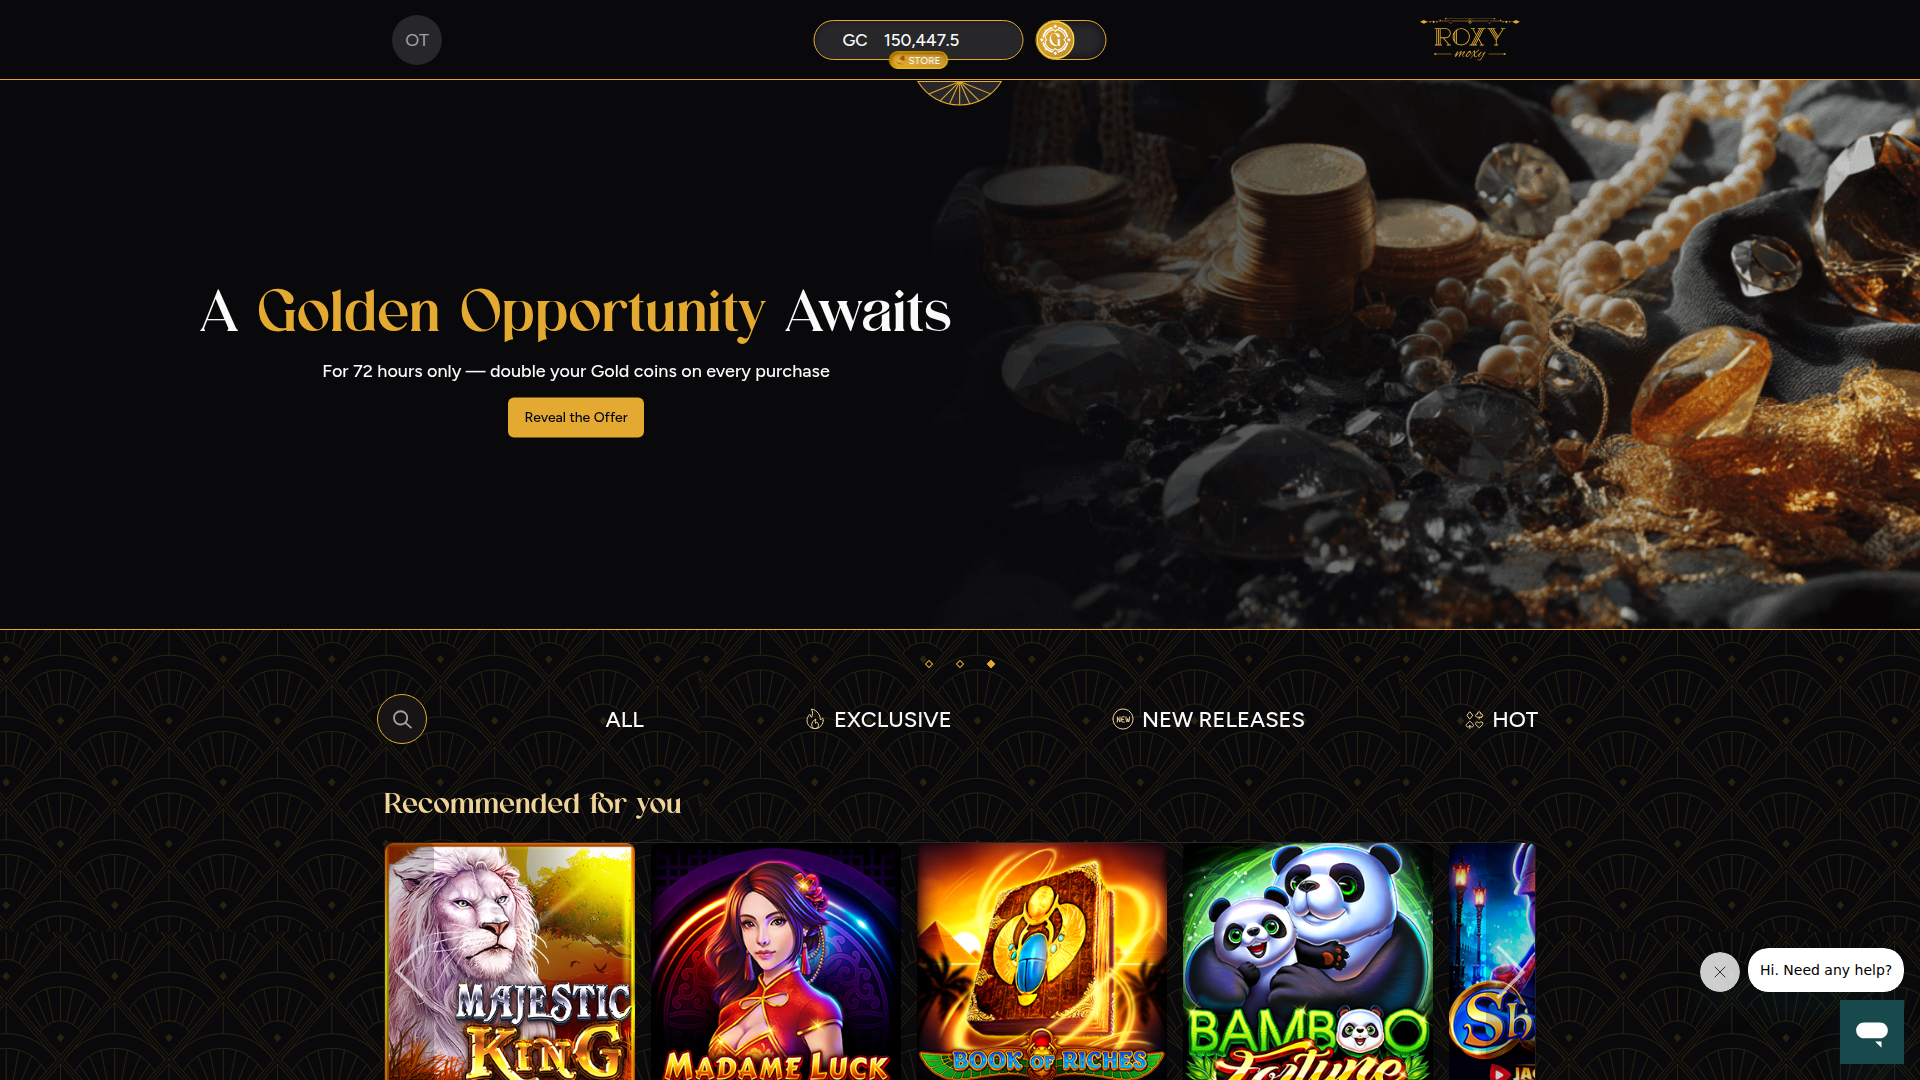 OT
GC 150,447.5
STORE
G
ROXY
moxy
A Golden Opportunity Awaits
For 72 hours only — double your Gold coins on every purchase
Reveal the Offer
ALL
EXCLUSIVE
NEW
NEW RELEASES
HOT
Recommended for you
MAJESTIC
KING
MADAME LUCK
BOOK OF RICHES
BAMBOO
Fortune
Sh
JA
Hi. Need any help?